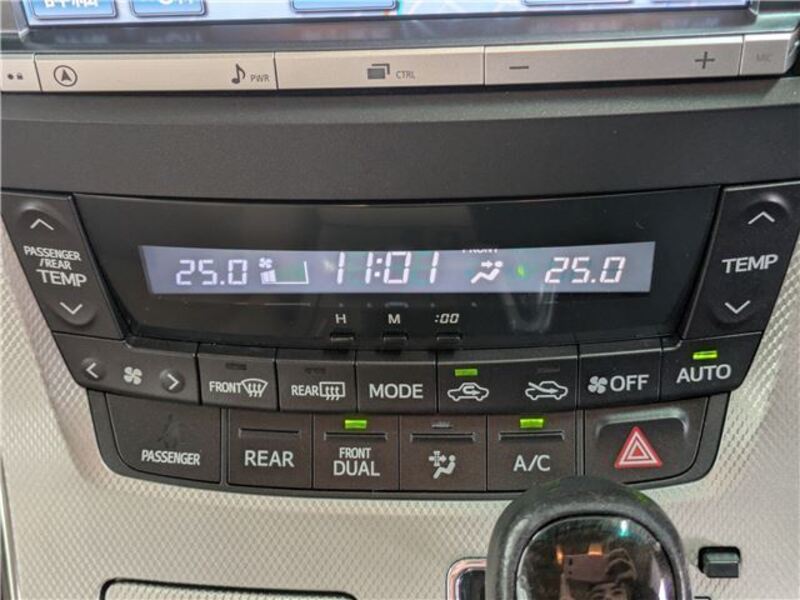 PWR
CTRL
MIC
PASSENGER
/REAR
TEMP
25.0
11:01
FRONT
25.0
TEMP
H
M
:00
FRONT
REAR
MODE
OFF
AUTO
PASSENGER
REAR
FRONT
DUAL
A/C